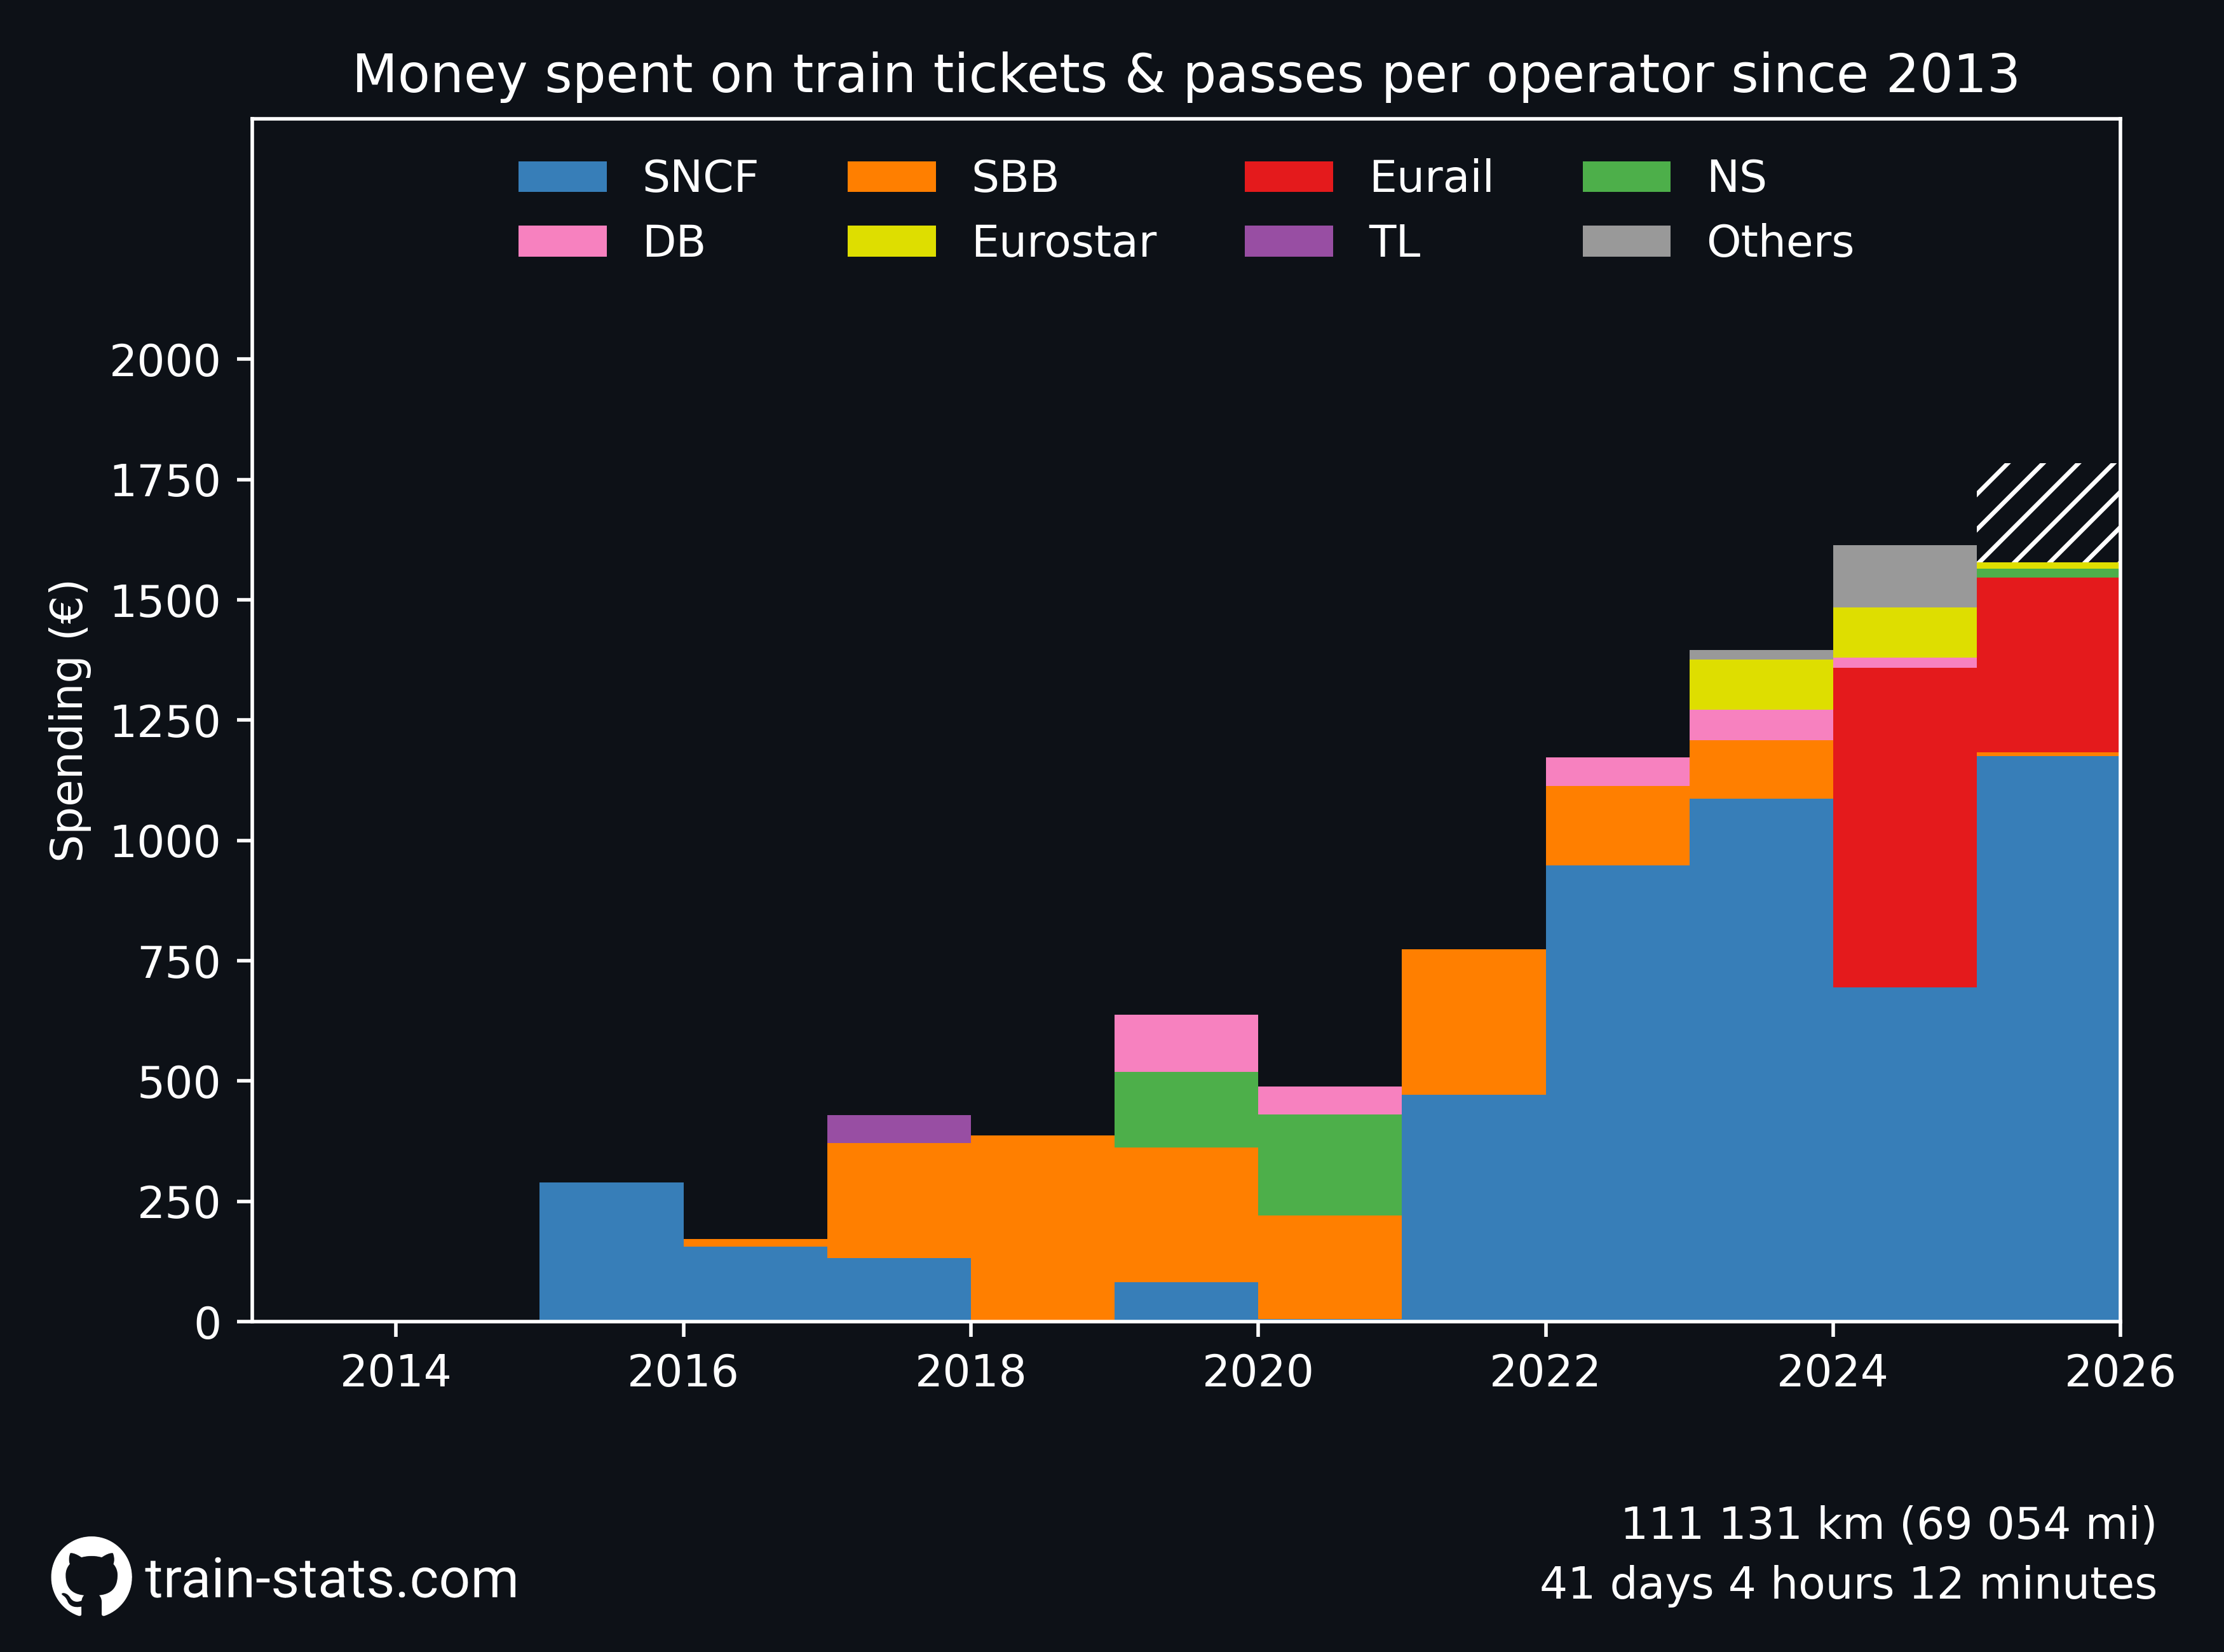 Money spent on train tickets & passes per operator since 2013
SNCF SBB Eurail NS
DB Eurostar TL Others
Spending (€)
2000
1750
1500
1250
1000
750
500
250
0
2014 2016 2018 2020 2022 2024 2026
111 131 km (69 054 mi)
train-stats.com
41 days 4 hours 12 minutes